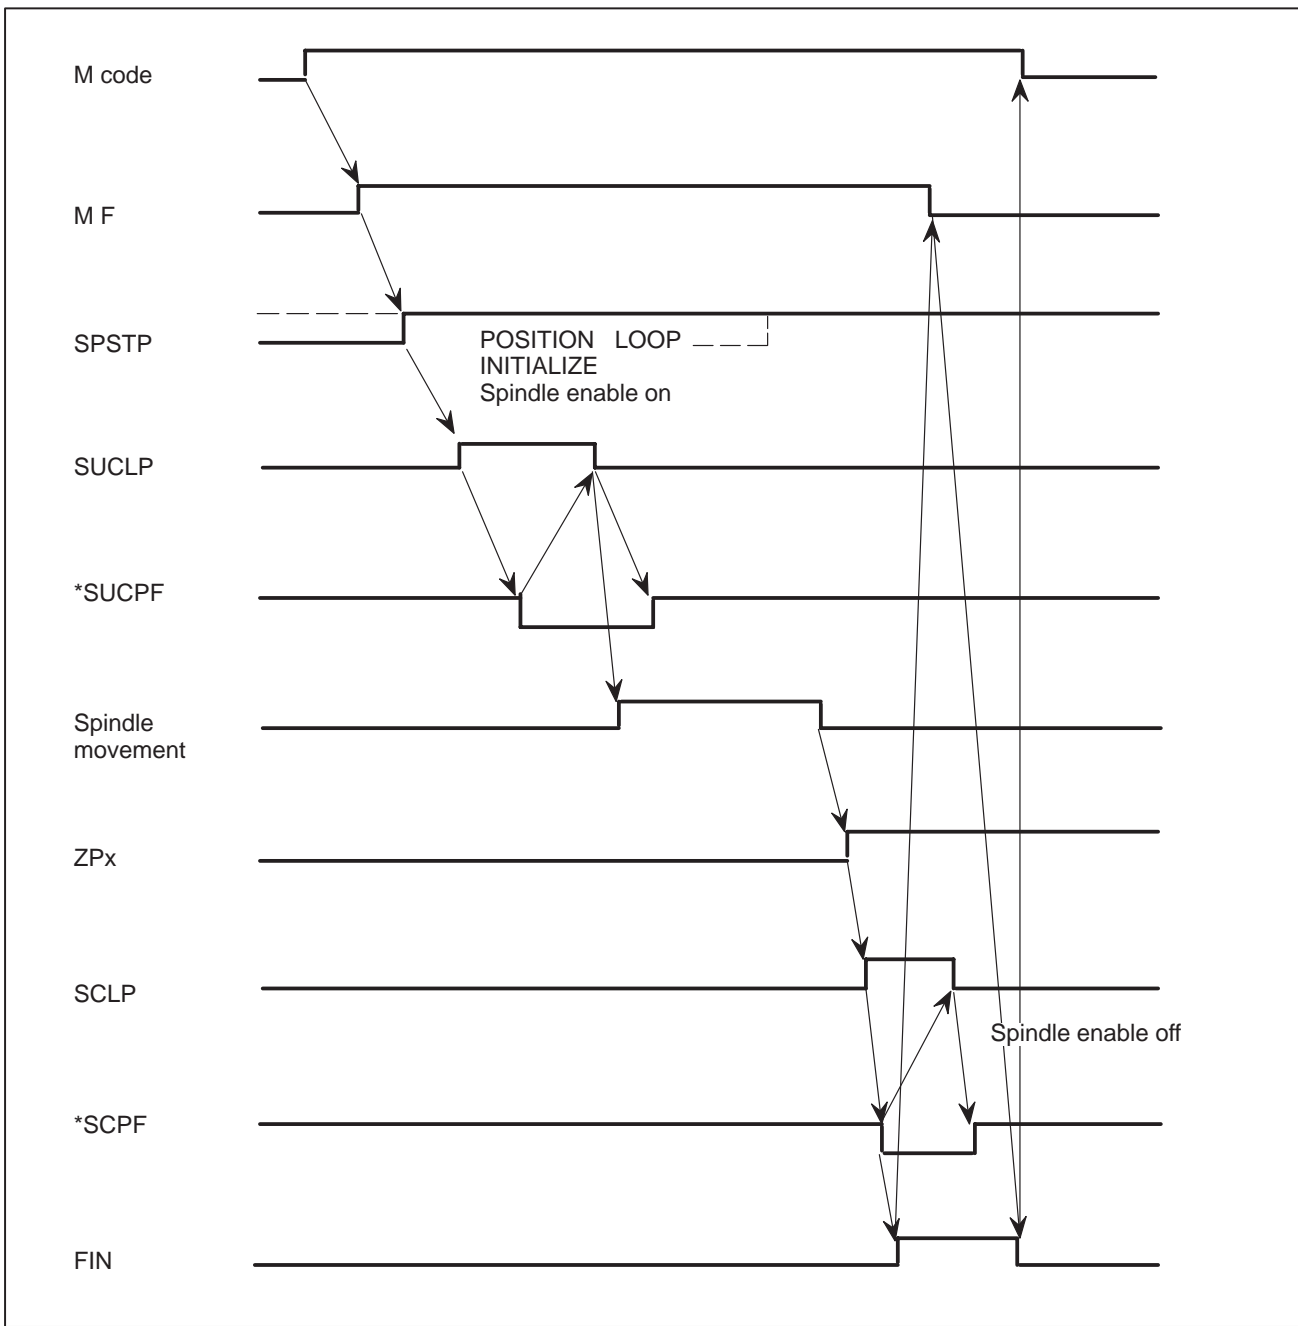 M code
M F
SPSTP
POSITION LOOP
INITIALIZE
Spindle enable on
SUCLP
*SUCPF
Spindle
movement
ZPx
SCLP
Spindle enable off
*SCPF
FIN